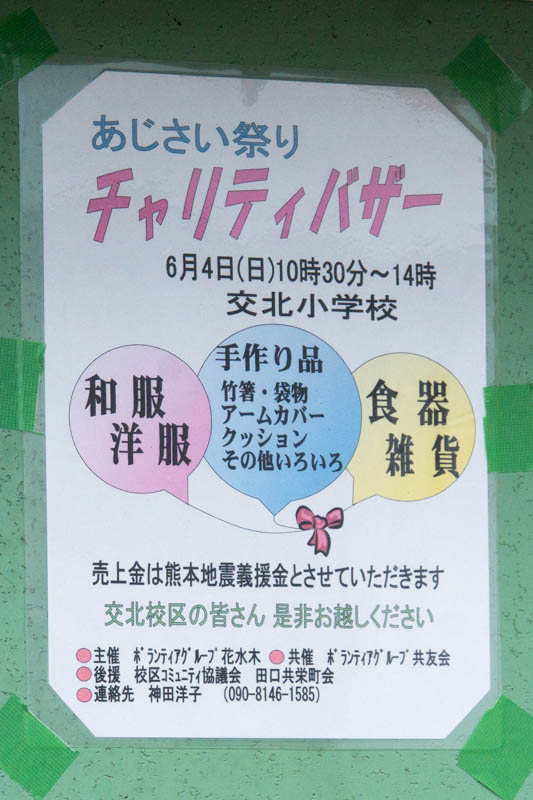 あじさい祭り
チャリティバザー
6月4日(日)10時30分～14時
交北小学校
和服
洋服
手作り品
竹箸・袋物
アームカバー
クッション
その他いろいろ
食器
雑貨
売上金は熊本地震義援金とさせていただきます
交北校区の皆さん 是非お越しください
●主催 ボランティアグループ花水木 ●共催 ボランティアグループ共友会
●後援 校区コミュニティ協議会 田口共栄町会
●連絡先 神田洋子 (090-8146-1585)